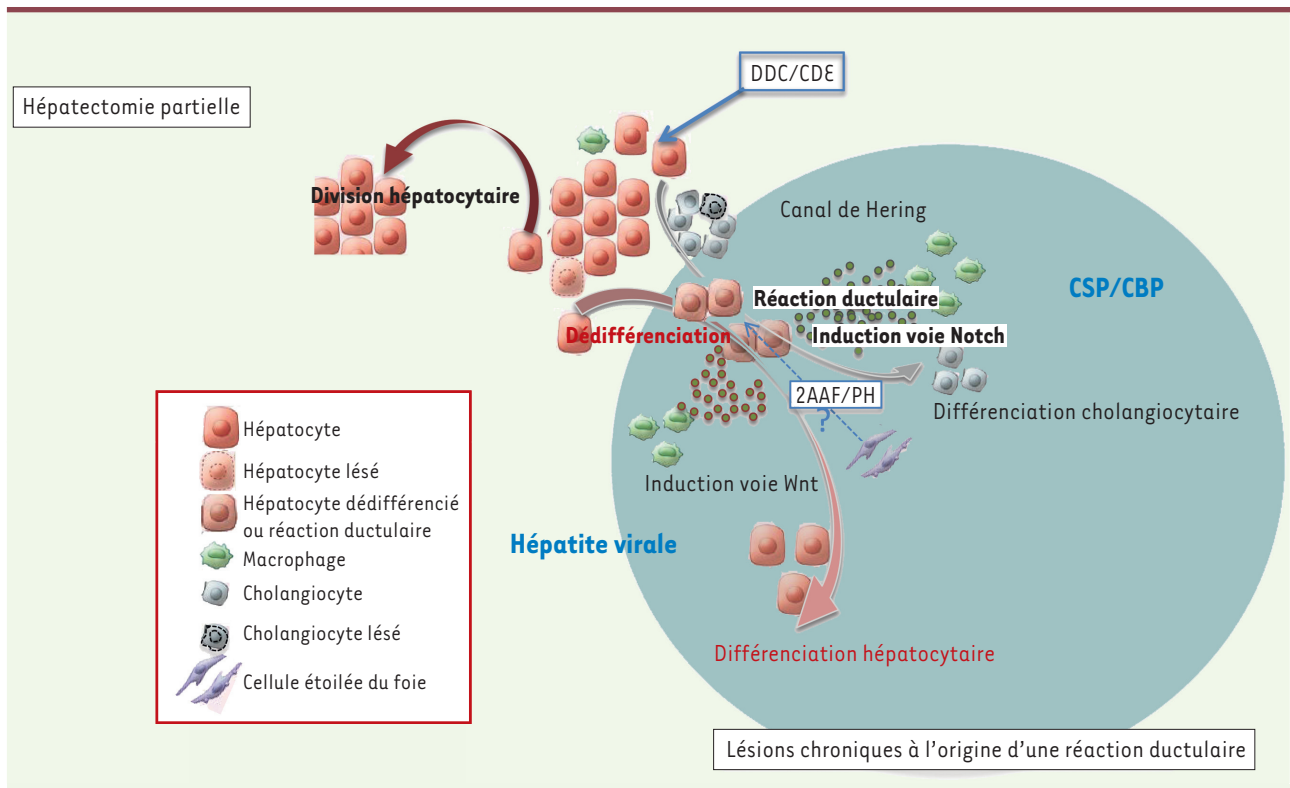 DDC/CDE
Hépatectomie partielle
Division hépatocytaire
Canal de Hering
CSP/CBP
Réaction ductulaire
Dédifférenciation
Induction voie Notch
2AAF/PH
?
Différenciation cholangiocytaire
Induction voie Wnt
Hépatite virale
Différenciation hépatocytaire
Hépatocyte
Hépatocyte lésé
Hépatocyte dédifférencié
ou réaction ductulaire
Macrophage
Cholangiocyte
Cholangiocyte lésé
Cellule étoilée du foie
Lésions chroniques à l'origine d'une réaction ductulaire